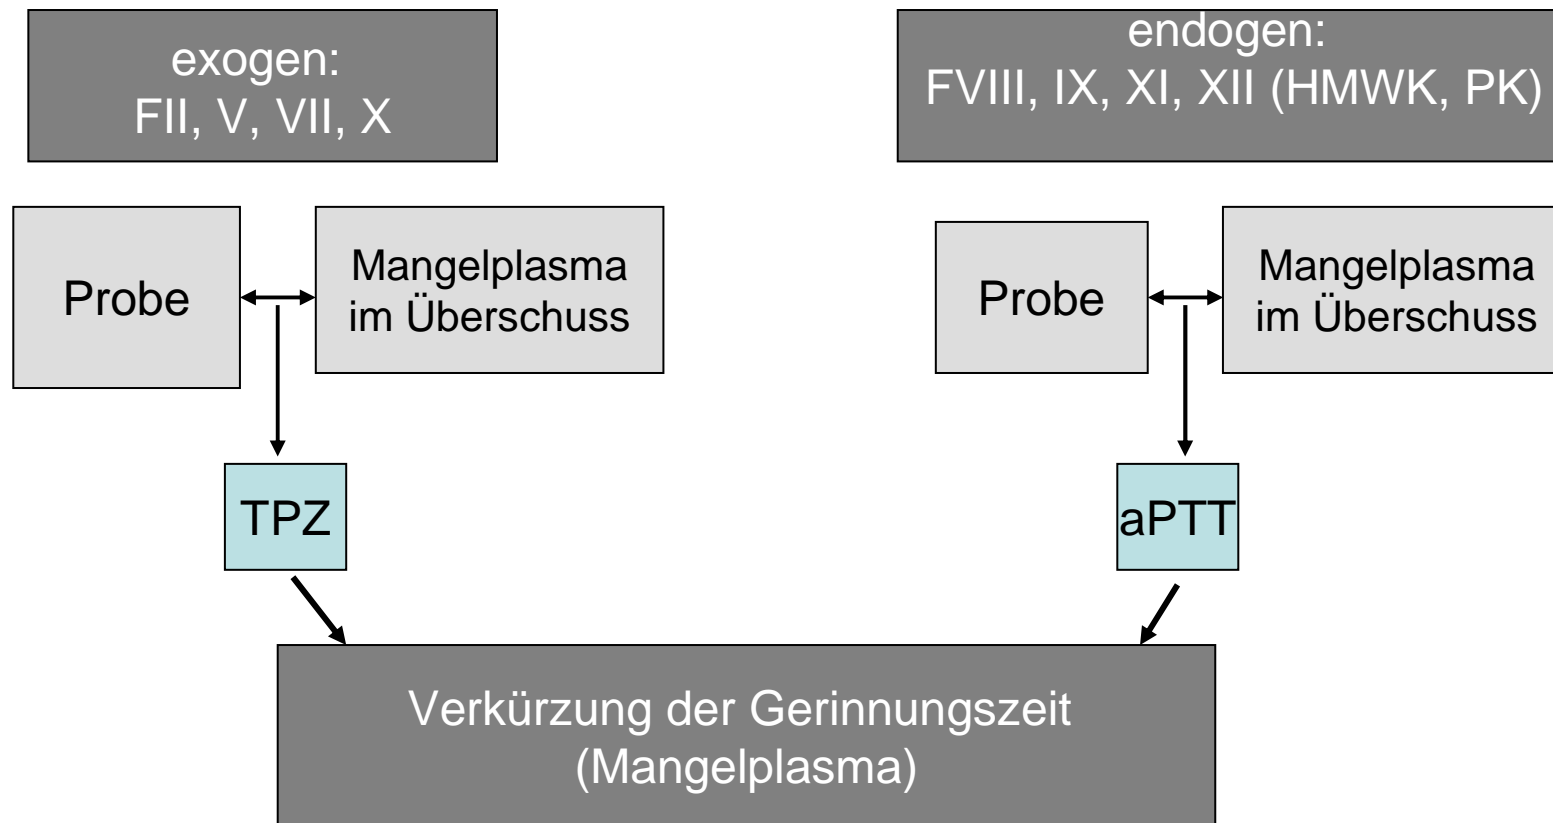 exogen:
FII, V, VII, X
endogen:
FVIII, IX, XI, XII (HMWK, PK)
Probe
Mangelplasma
im Überschuss
Probe
Mangelplasma
im Überschuss
TPZ
aPTT
Verkürzung der Gerinnungszeit
(Mangelplasma)